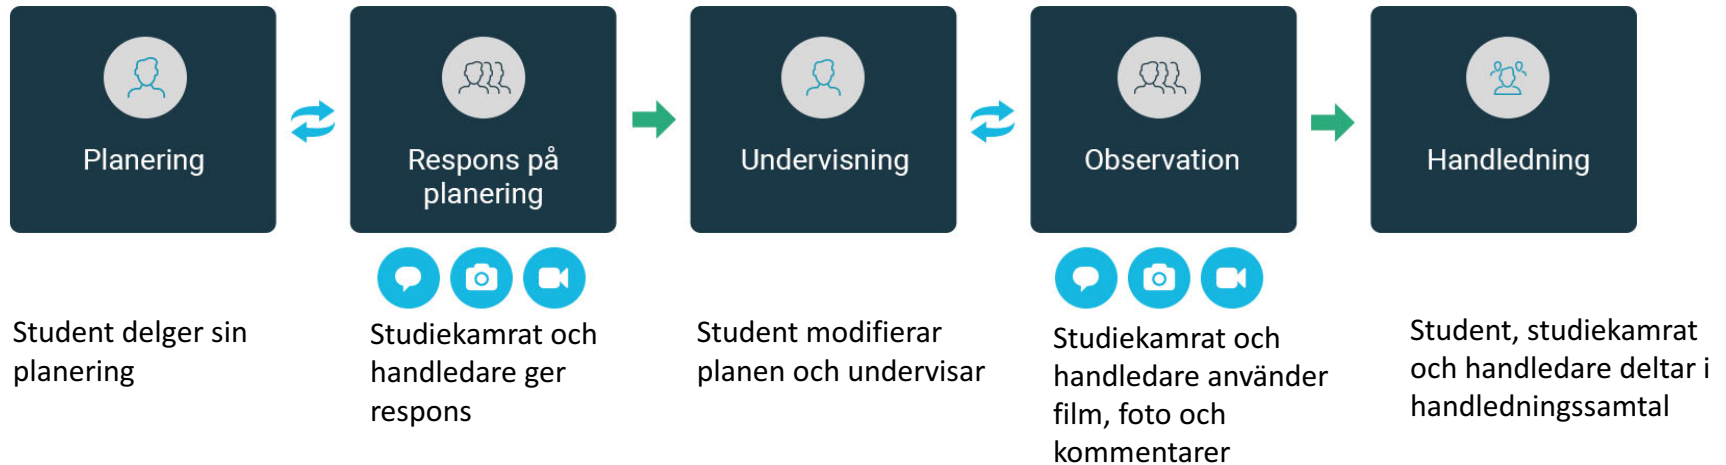 Planering
Respons på
planering
Undervisning
Observation
Handledning
Student delger sin
planering
Studiekamrat och
handledare ger
respons
Student modifierar
planen och undervisar
Studiekamrat och
handledare använder
film, foto och
kommentarer
Student, studiekamrat
och handledare deltar i
handledningssamtal